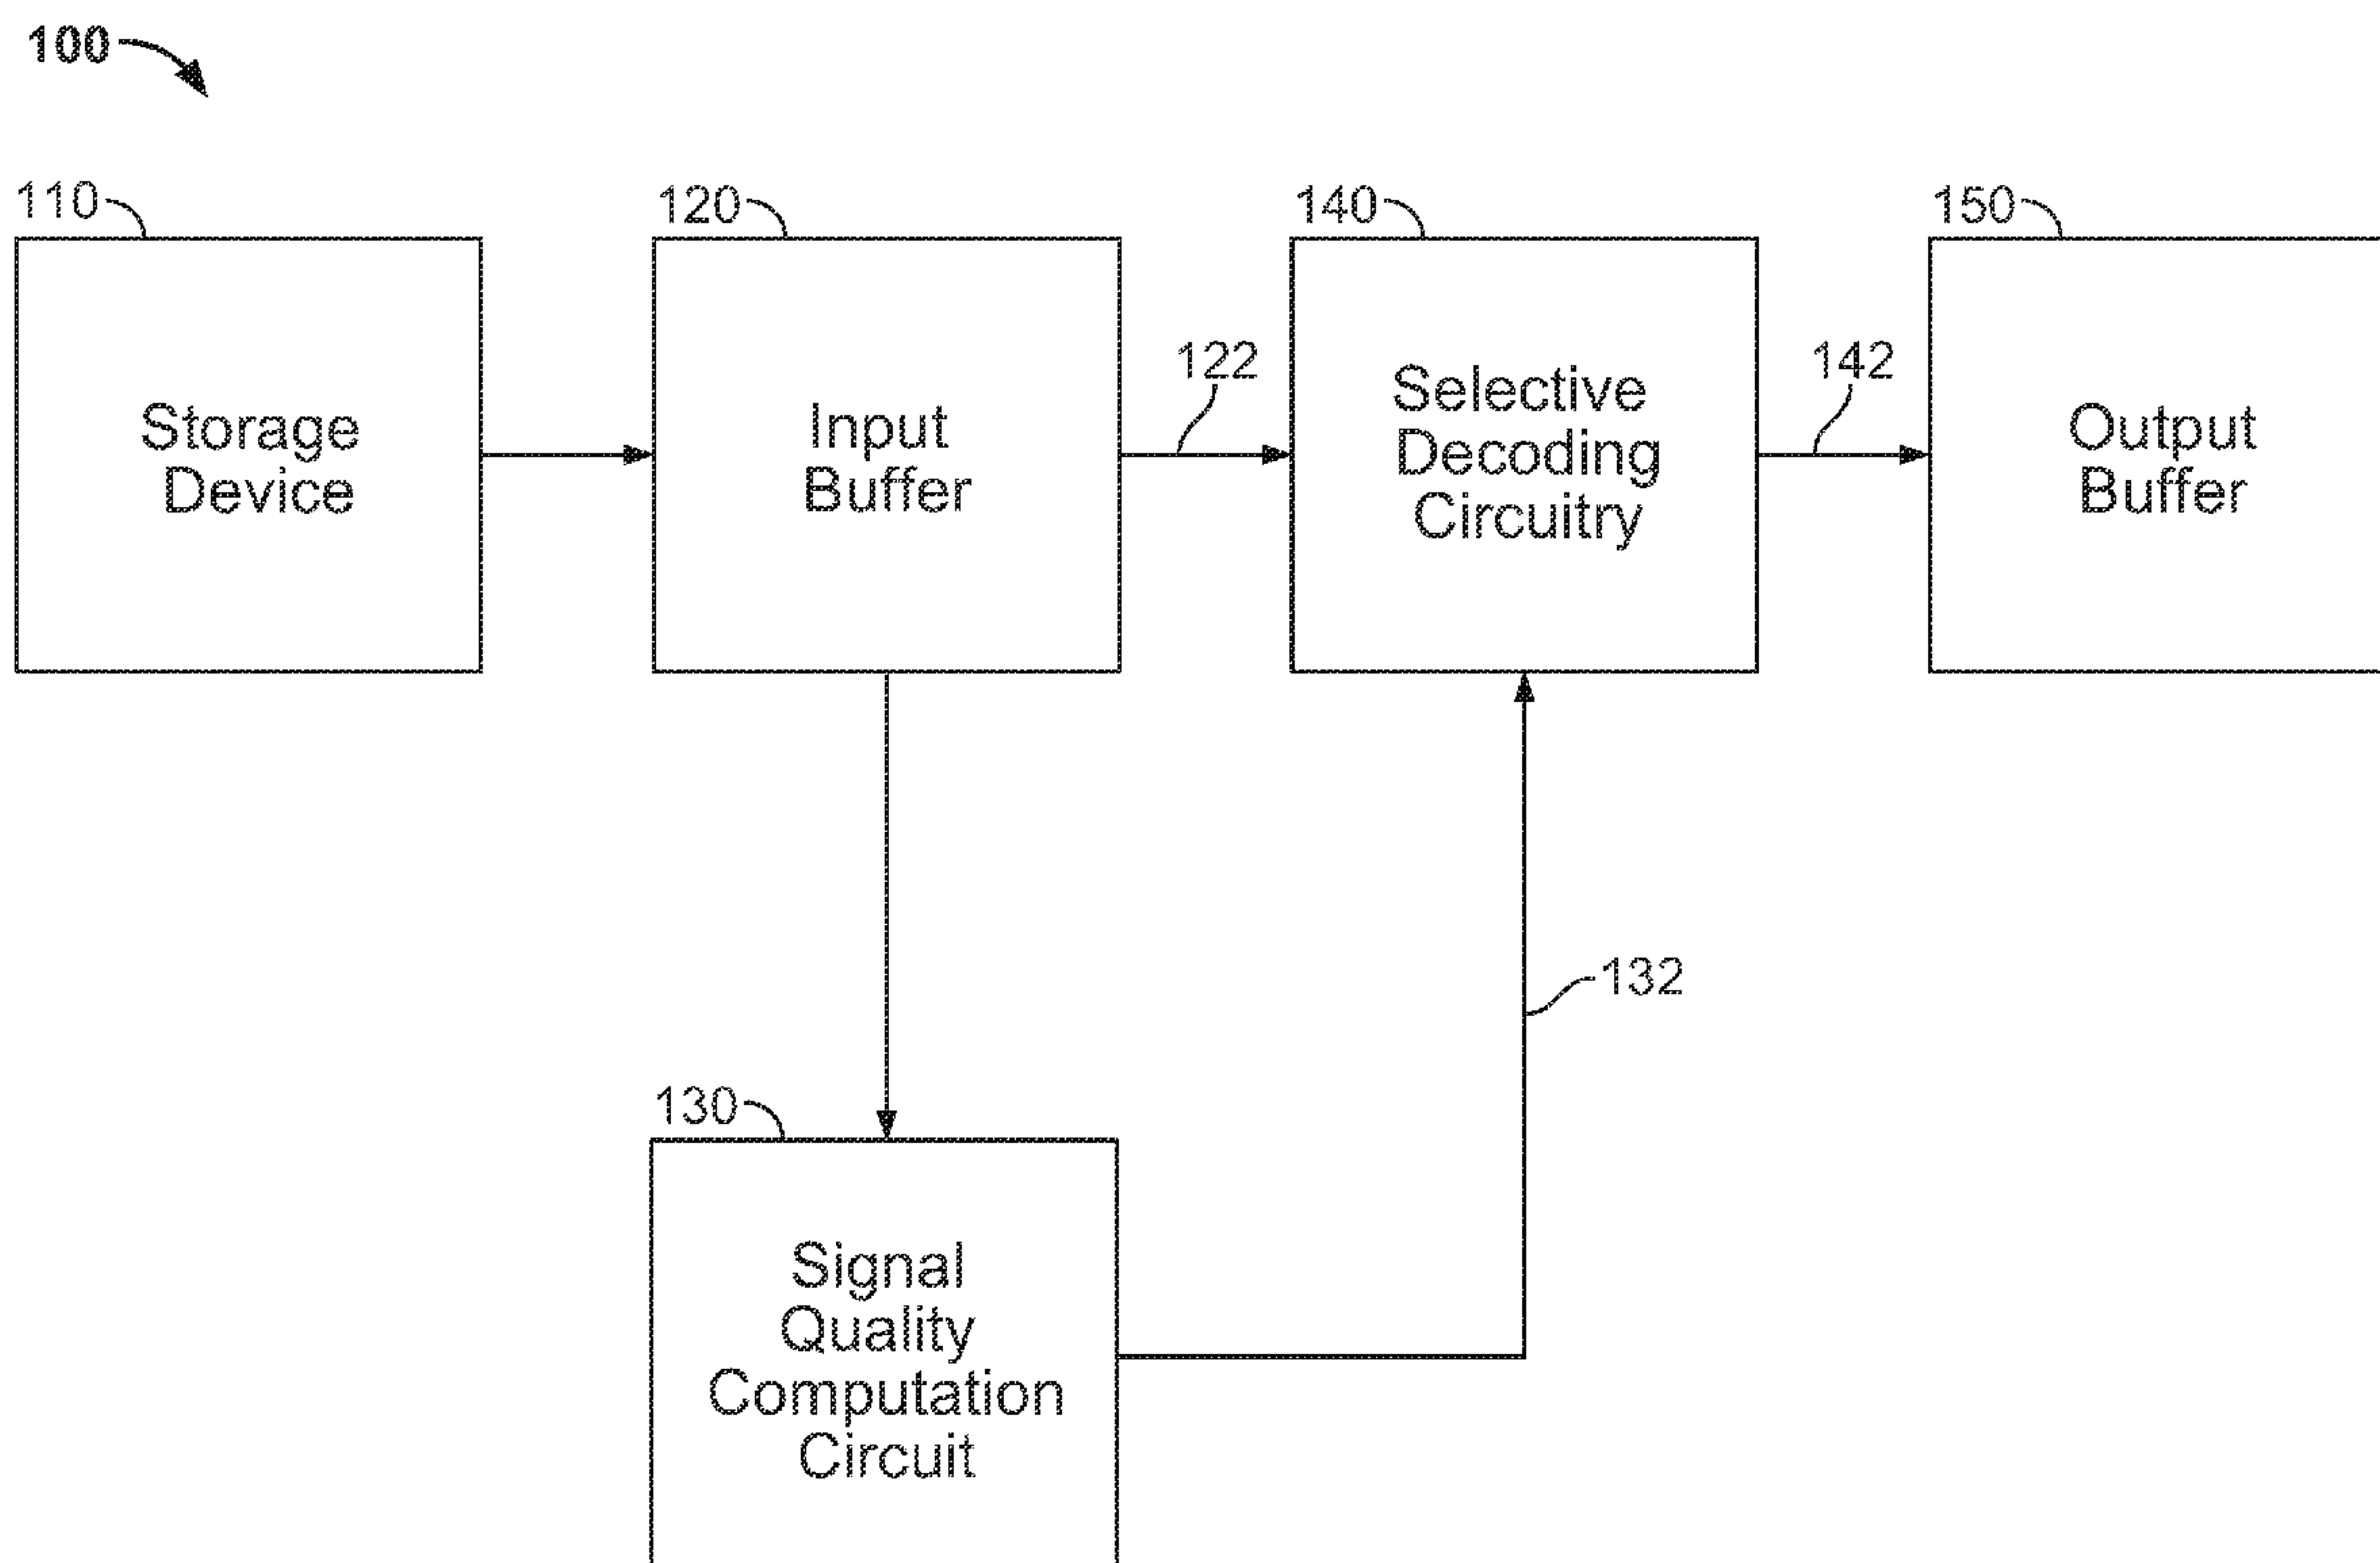 100
110
120
140
150
Storage
Device
Input
Buffer
122
Selective
Decoding
Circuitry
142
Output
Buffer
132
130
Signal
Quality
Computation
Circuit